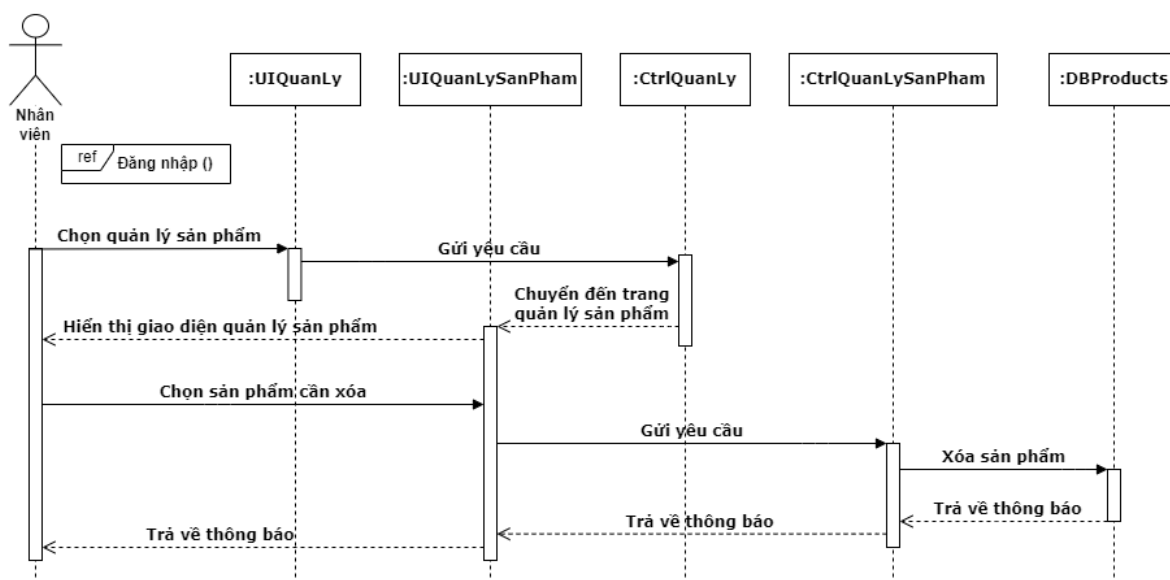 :UIQuanLy
:UIQuanLySanPham
:CtrlQuanLy
:CtrlQuanLySanPham
:DBProducts
Nhân
viên
ref
Đăng nhập ()
Chọn quản lý sản phẩm
Gửi yêu cầu
Chuyển đến trang
quản lý sản phẩm
Hiển thị giao diện quản lý sản phẩm
Chọn sản phẩm cần xóa
Gửi yêu cầu
Xóa sản phẩm
Trả về thông báo
Trả về thông báo
Trả về thông báo